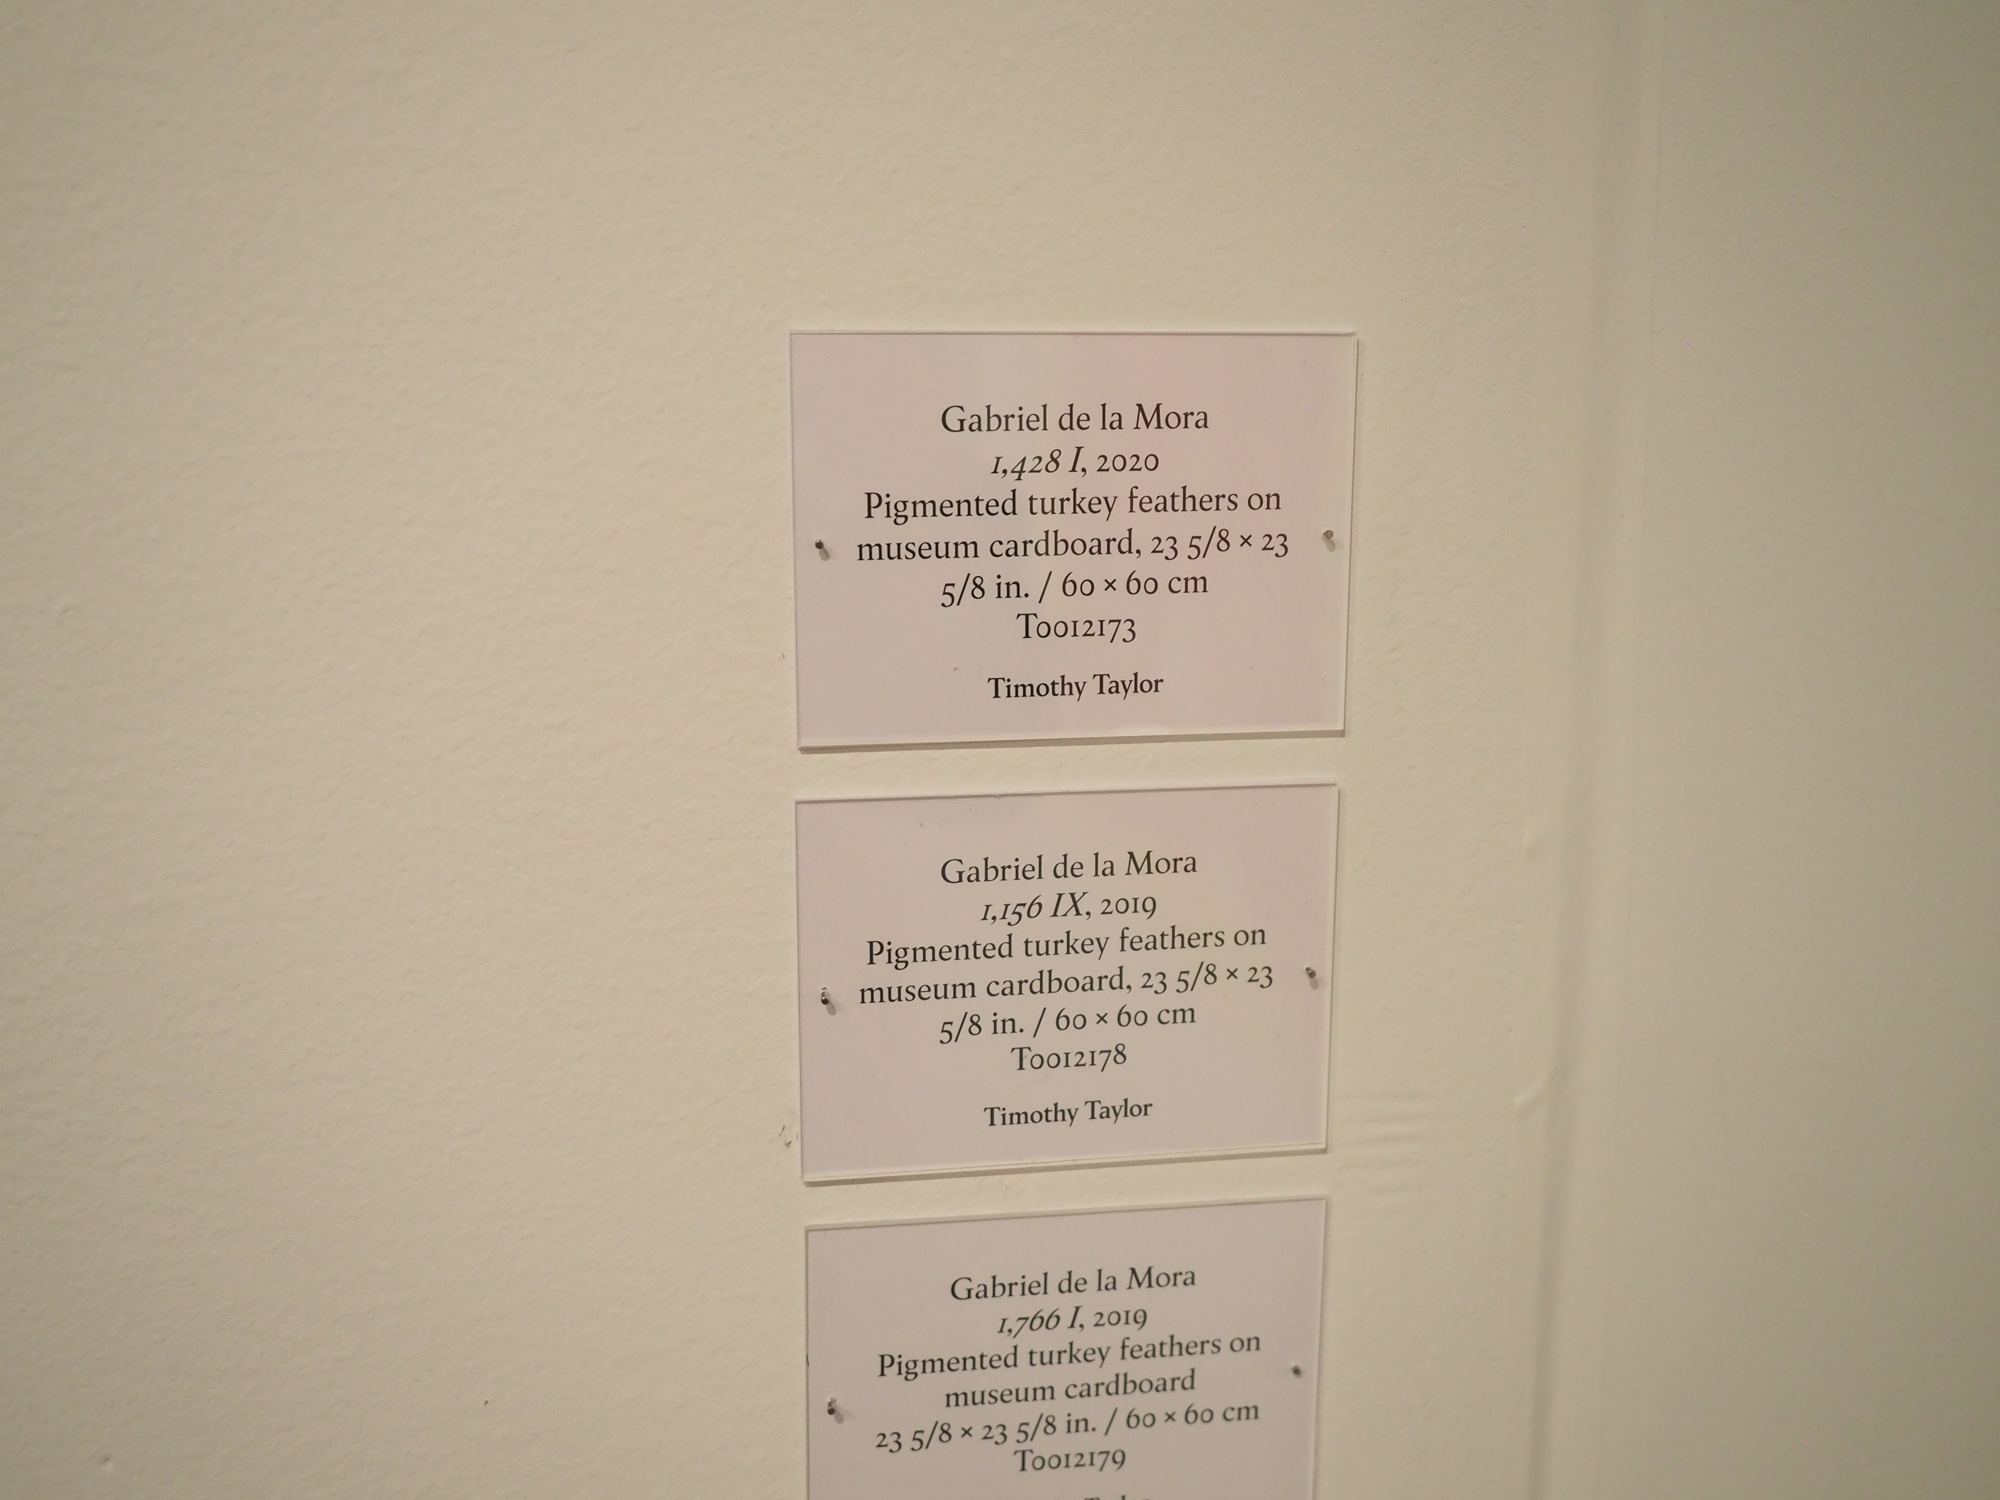 Gabriel de la Mora
1,428 I, 2020
Pigmented turkey feathers on
museum cardboard, 23 5/8 × 23
5/8 in. / 60 × 60 cm
T0012173
Timothy Taylor
Gabriel de la Mora
1,156 IX, 2019
Pigmented turkey feathers on
museum cardboard, 23 5/8 × 23
5/8 in. / 60 × 60 cm
T0012178
Timothy Taylor
Gabriel de la Mora
1,766 I, 2019
Pigmented turkey feathers on
museum cardboard
23 5/8 × 23 5/8 in. / 60 × 60 cm
T0012179